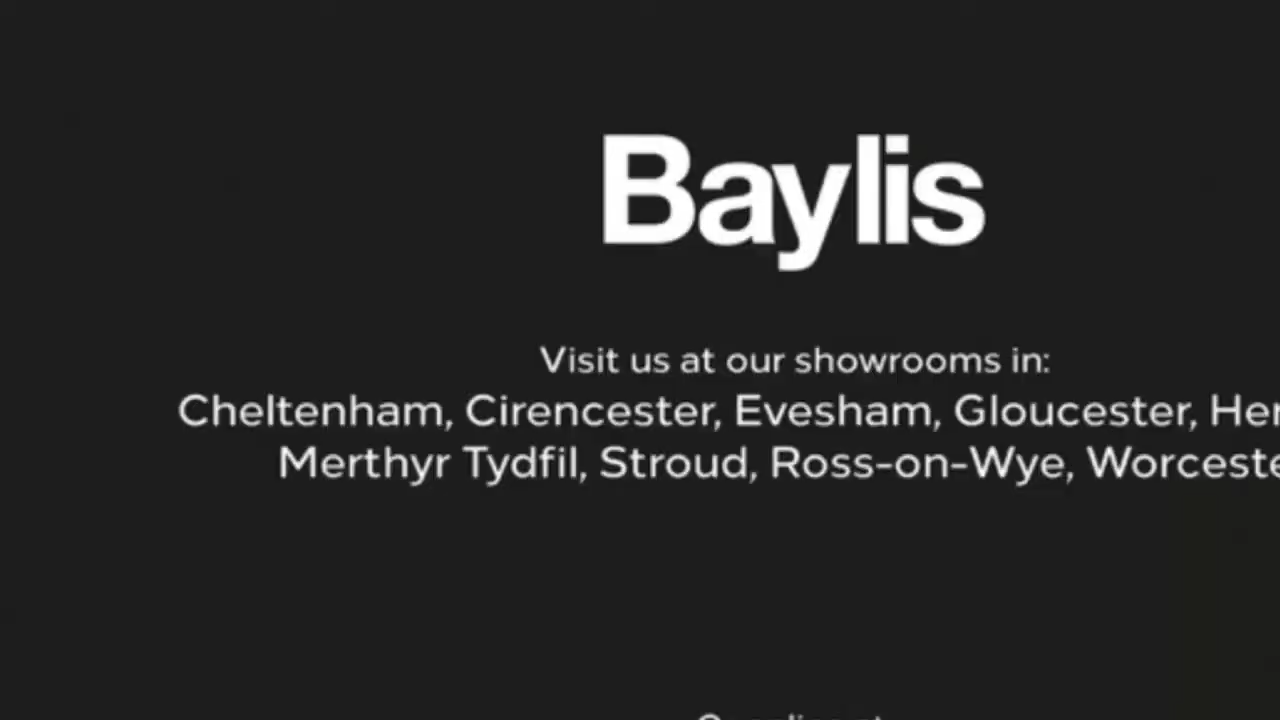 Baylis
Visit us at our showrooms in:
Cheltenham, Cirencester, Evesham, Gloucester,
Merthyr Tydfil, Stroud, Ross-on-Wye,